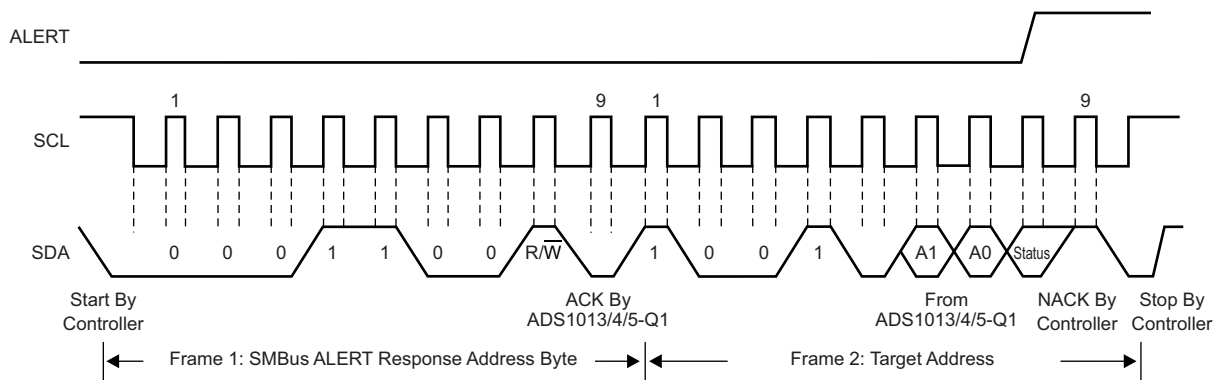 ALERT
1 9 1 9
SCL
SDA
0 0 0 1 1 0 0 R/W̅ 1 0 0 1 A1 A0 Status
Start By
Controller
ACK By
ADS1013/4/5-Q1
From
ADS1013/4/5-Q1
NACK By
Controller
Stop By
Controller
Frame 1: SMBus ALERT Response Address Byte
Frame 2: Target Address